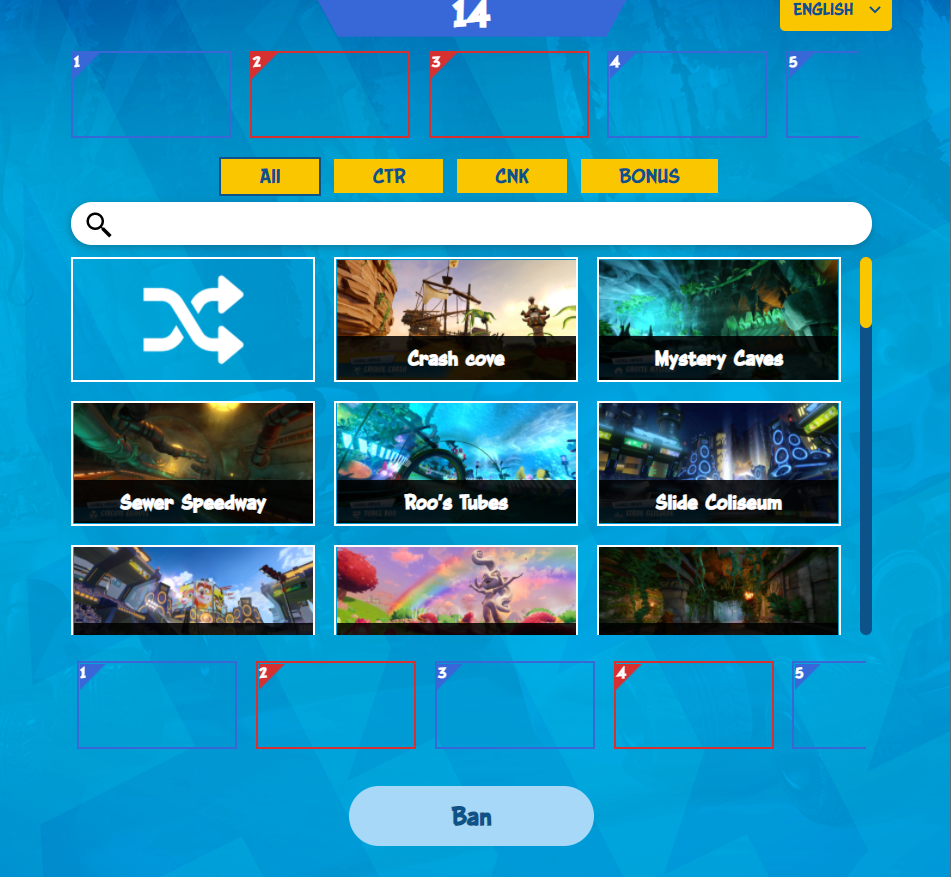 14
ENGLISH
1 2 3 4 5
All CTR CNK BONUS
Crash cove Mystery Caves
Sewer Speedway Roo's Tubes Slide Coliseum
1 2 3 4 5
Ban